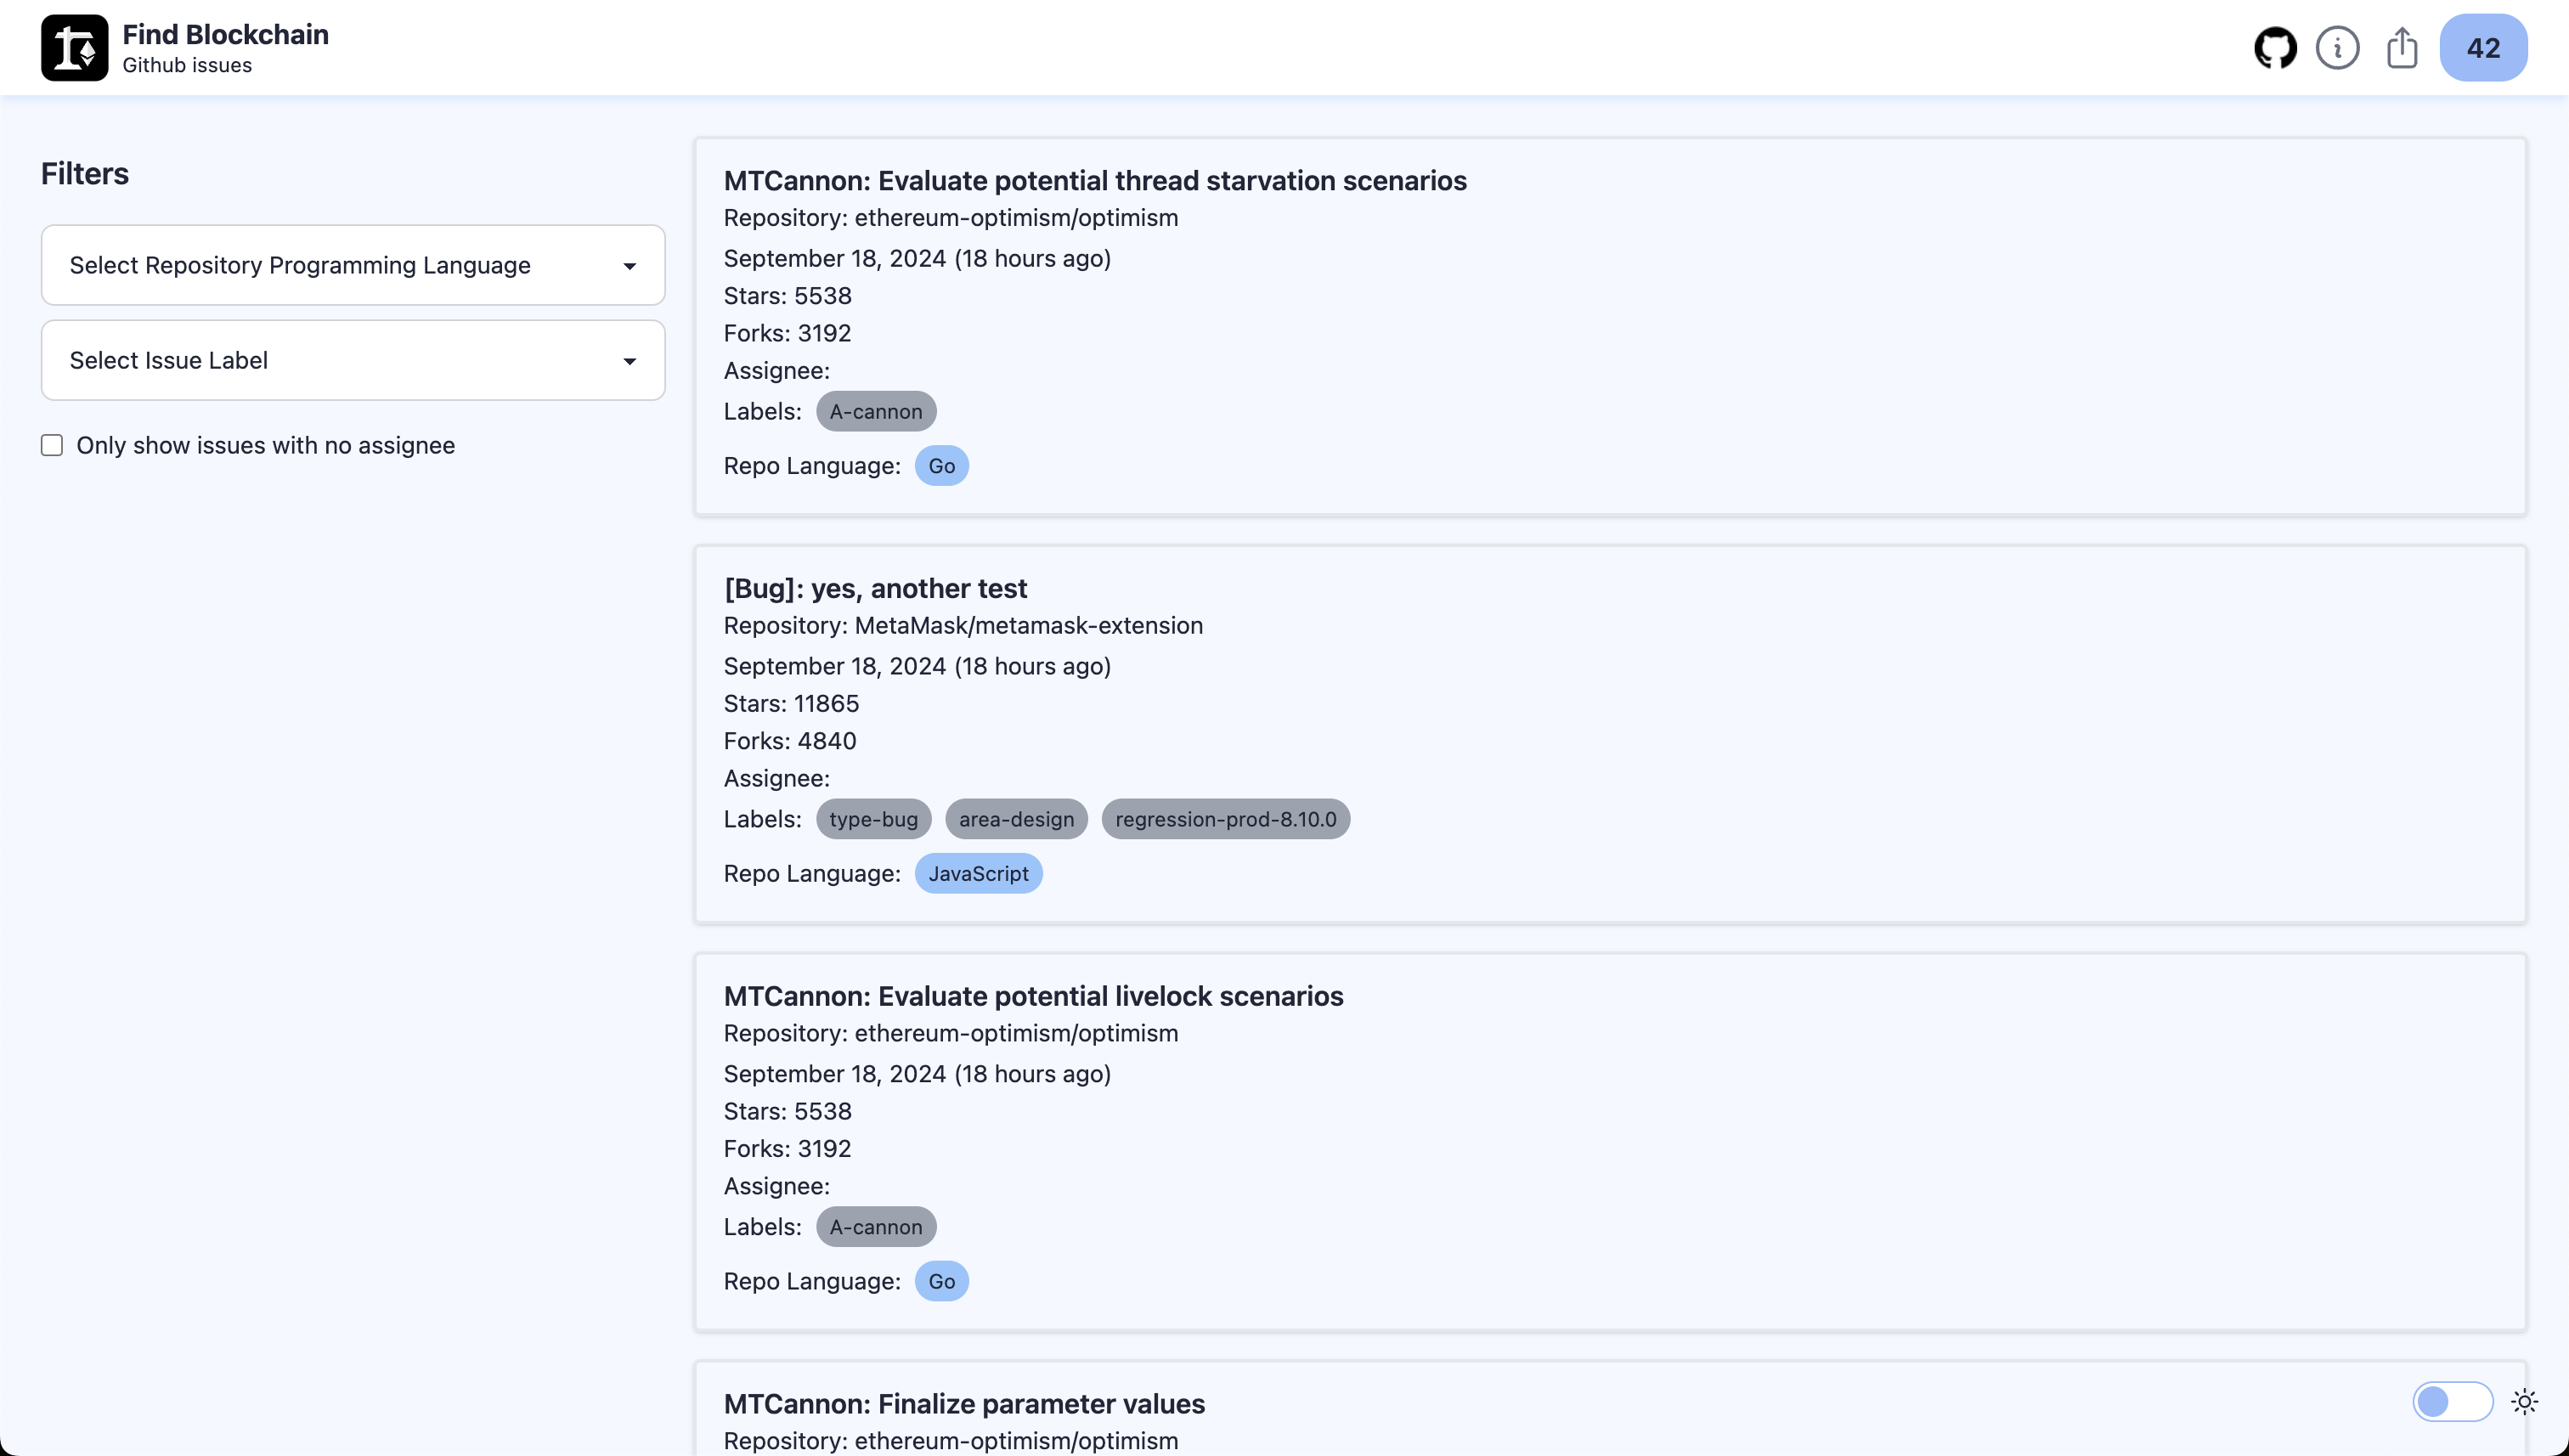 Find Blockchain
Github issues
42
Filters
Select Repository Programming Language
Select Issue Label
Only show issues with no assignee
MTCannon: Evaluate potential thread starvation scenarios
Repository: ethereum-optimism/optimism
September 18, 2024 (18 hours ago)
Stars: 5538
Forks: 3192
Assignee:
Labels: A-cannon
Repo Language: Go
[Bug]: yes, another test
Repository: MetaMask/metamask-extension
September 18, 2024 (18 hours ago)
Stars: 11865
Forks: 4840
Assignee:
Labels: type-bug area-design regression-prod-8.10.0
Repo Language: JavaScript
MTCannon: Evaluate potential livelock scenarios
Repository: ethereum-optimism/optimism
September 18, 2024 (18 hours ago)
Stars: 5538
Forks: 3192
Assignee:
Labels: A-cannon
Repo Language: Go
MTCannon: Finalize parameter values
Repository: ethereum-optimism/optimism